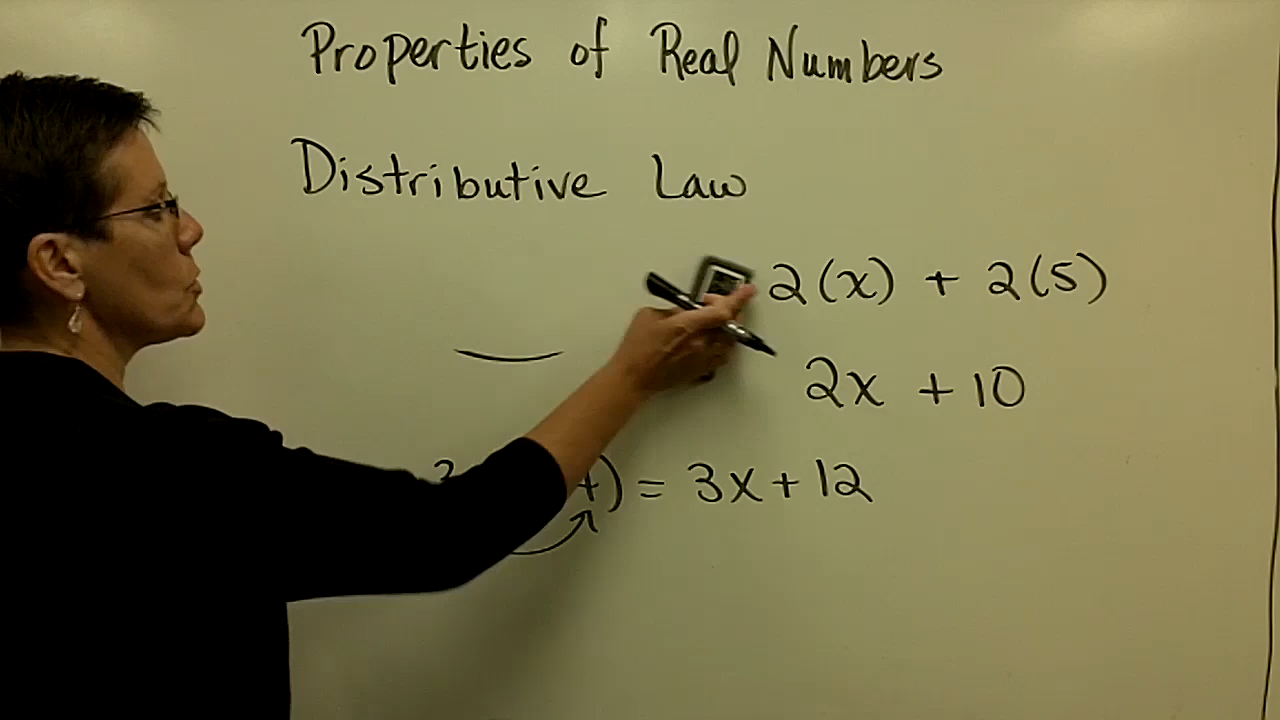 Properties of Real Numbers
Distributive Law
2(x) + 2(5)
2x + 10
) = 3x + 12